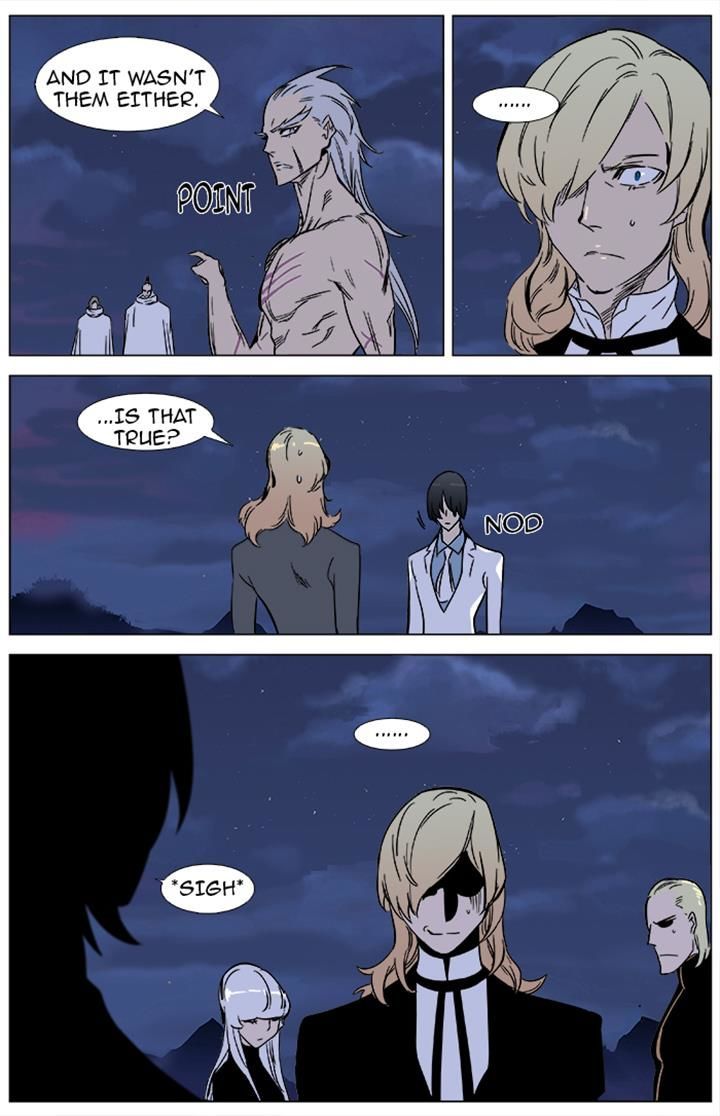 AND IT WASN'T
THEM EITHER.
POINT
......
...IS THAT
TRUE?
NOD
......
*SIGH*